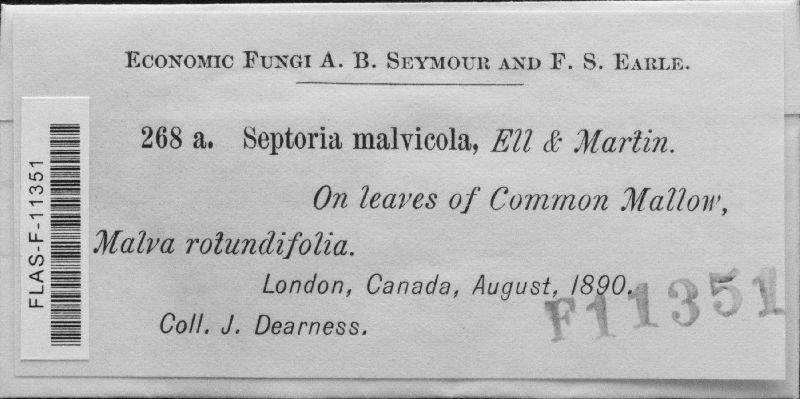 Economic Fungi A. B. Seymour and F. S. Earle.
268 a. Septoria malvicola, Ell & Martin.
On leaves of Common Mallow,
Malva rotundifolia.
London, Canada, August, 1890.
Coll. J. Dearness.
F11351
FLAS-F-11351